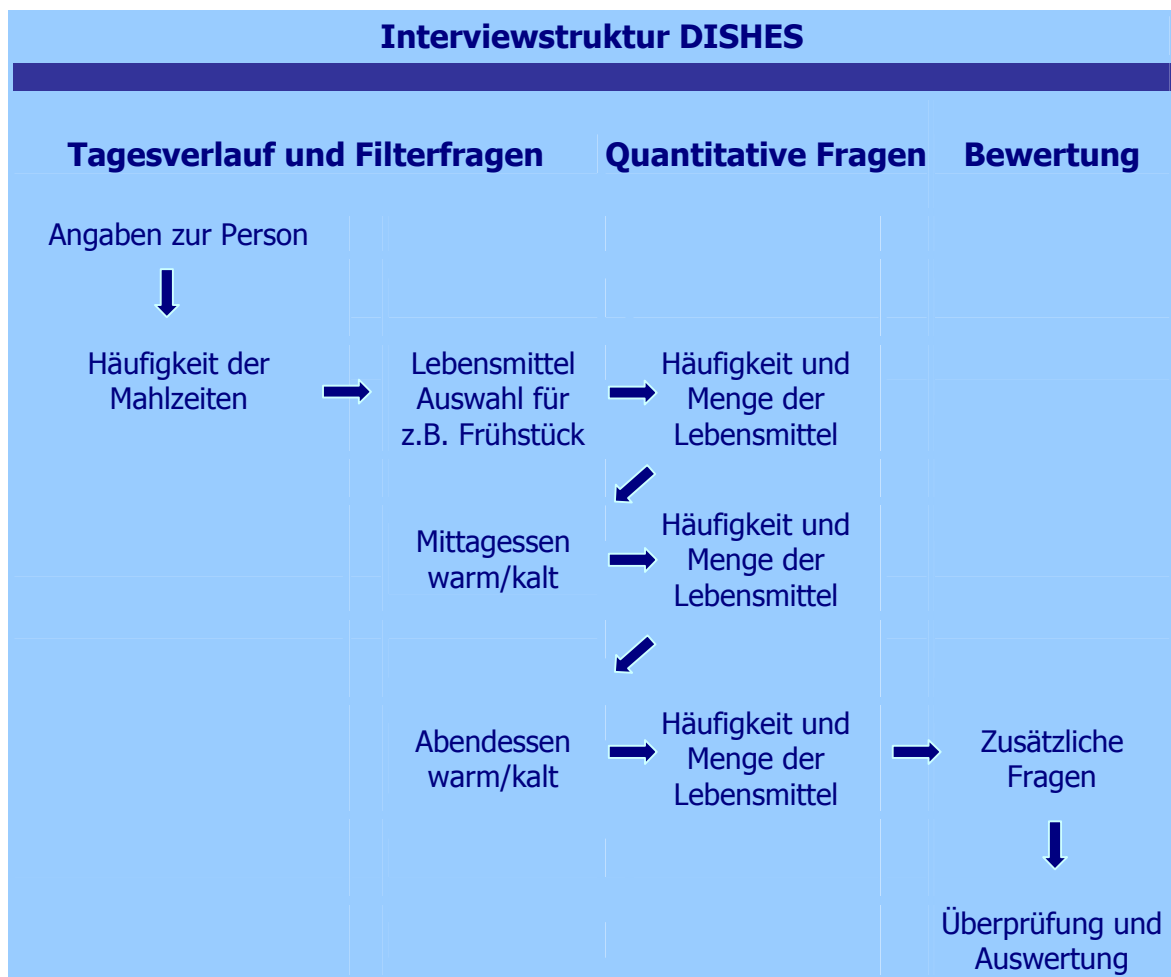 Interviewstruktur DISHES
Tagesverlauf und Filterfragen
Quantitative Fragen
Bewertung
Angaben zur Person
Häufigkeit der
Mahlzeiten
Lebensmittel
Auswahl für
z.B. Frühstück
Häufigkeit und
Menge der
Lebensmittel
Mittagessen
warm/kalt
Häufigkeit und
Menge der
Lebensmittel
Abendessen
warm/kalt
Häufigkeit und
Menge der
Lebensmittel
Zusätzliche
Fragen
Überprüfung und
Auswertung